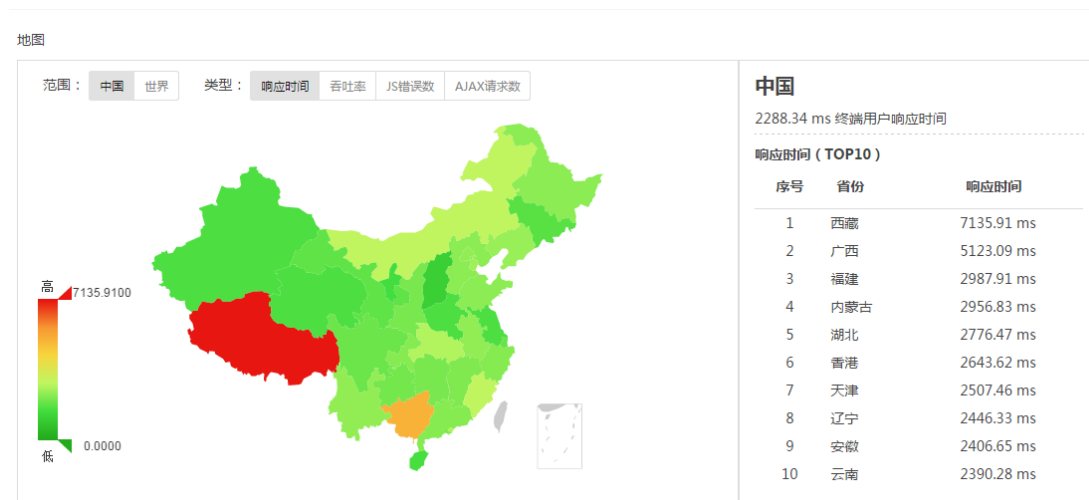 地图
范围： 中国 世界 类型： 响应时间 吞吐率 JS错误数 AJAX请求数
高
7135.9100
0.0000
低
中国
2288.34 ms 终端用户响应时间
响应时间（TOP10）
序号 省份 响应时间
1 西藏 7135.91 ms
2 广西 5123.09 ms
3 福建 2987.91 ms
4 内蒙古 2956.83 ms
5 湖北 2776.47 ms
6 香港 2643.62 ms
7 天津 2507.46 ms
8 辽宁 2446.33 ms
9 安徽 2406.65 ms
10 云南 2390.28 ms